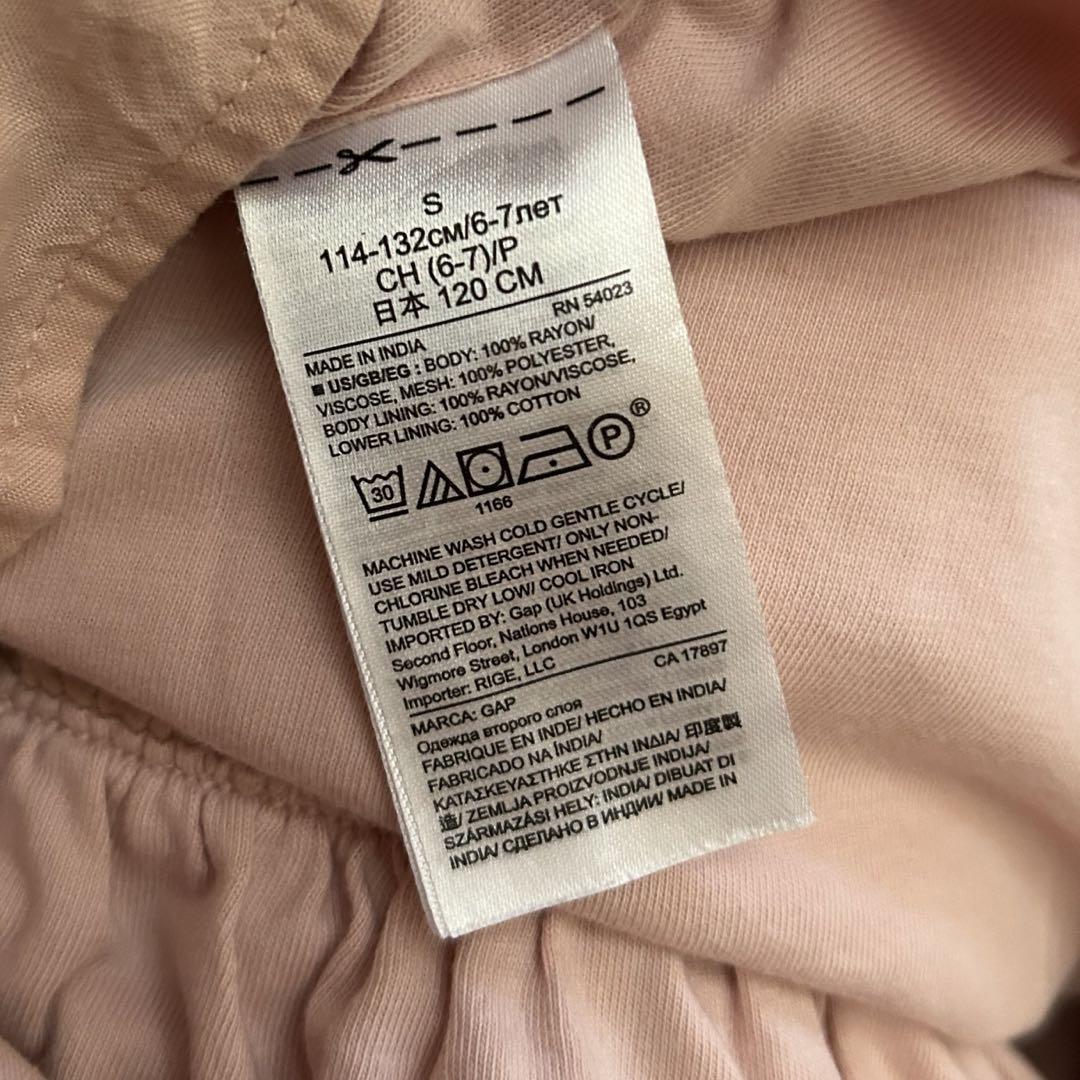 S
114-132см/6-7лет
CH (6-7)/P
日本 120 CM
RN 54023
MADE IN INDIA
■ US/GB/EG : BODY: 100% RAYON/
VISCOSE, MESH: 100% POLYESTER,
BODY LINING: 100% RAYON/VISCOSE,
LOWER LINING: 100% COTTON
30
P®
1166
MACHINE WASH COLD GENTLE CYCLE/
USE MILD DETERGENT/ ONLY NON-
CHLORINE BLEACH WHEN NEEDED/
TUMBLE DRY LOW/ COOL IRON
IMPORTED BY: Gap (UK Holdings) Ltd.
Second Floor, Nations House, 103
Wigmore Street, London W1U 1QS Egypt
Importer: RIGE, LLC
CA 17897
MARCA: GAP
Одежда второго слоя
FABRIQUE EN INDE/ HECHO EN INDIA/
FABRICADO NA ÍNDIA/
ΚΑΤΑΣΚΕΥΑΣΤΗΚΕ ΣΤΗΝ ΙΝΔΙΑ/ 印度製
造/ ZEMLJA PROIZVODNJE INDIJA/
SZÁRMAZÁSI HELY: INDIA/ DIBUAT DI
INDIA/ СДЕЛАНО В ИНДИИ/ MADE IN